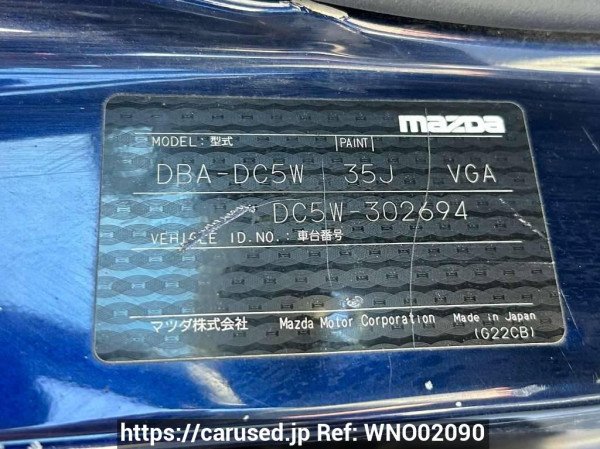 mazda
MODEL: 型式 PAINT
DBA-DC5W 35J VGA
DC5W-302694
VEHICLE ID.NO.: 車台番号
マツダ株式会社 Mazda Motor Corporation Made in Japan
(G22CB)
https://carused.jp Ref: WNO02090